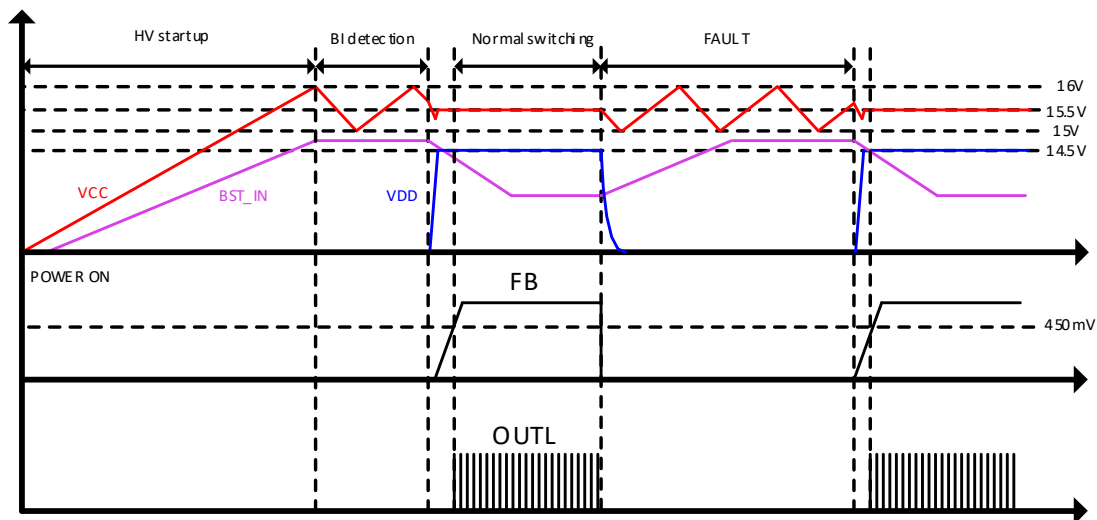 HV startup
BI detection
Normal switching
FAULT
16V
15.5V
15V
14.5V
VCC
BST_IN
VDD
POWER ON
FB
450mV
OUTL